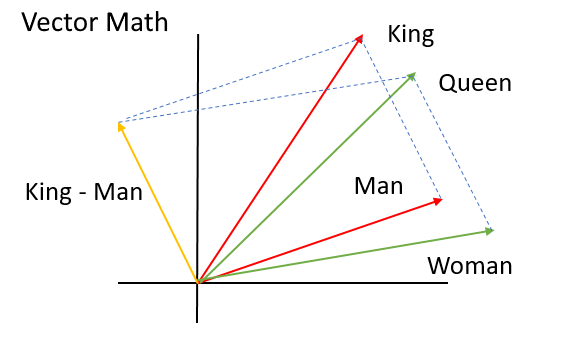 Vector Math
King
Queen
King - Man
Man
Woman